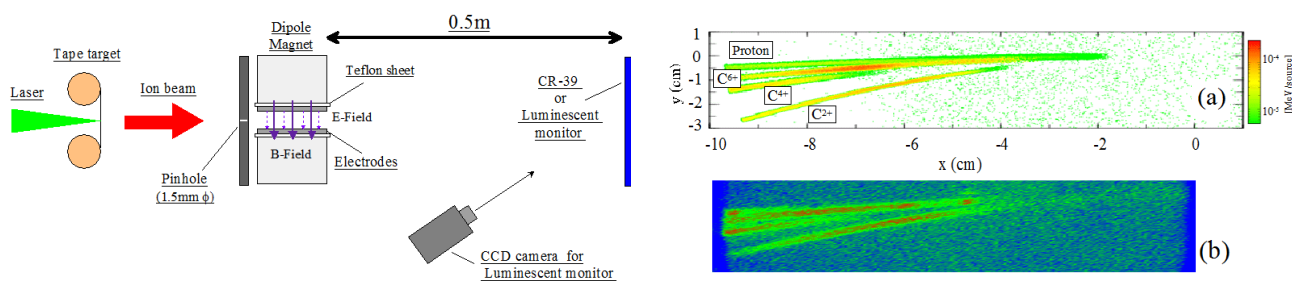 Tape target
Laser
Ion beam
Pinhole
(1.5mm ϕ)
Dipole
Magnet
0.5m
Teflon sheet
E-Field
B-Field
Electrodes
CR-39
or
Luminescent
monitor
CCD camera for
Luminescent monitor
1
0
-1
-2
-3
y (cm)
Proton
C6+
C4+
C2+
(a)
10-4
10-5
-10
-8
-6
-4
-2
0
x (cm)
(b)